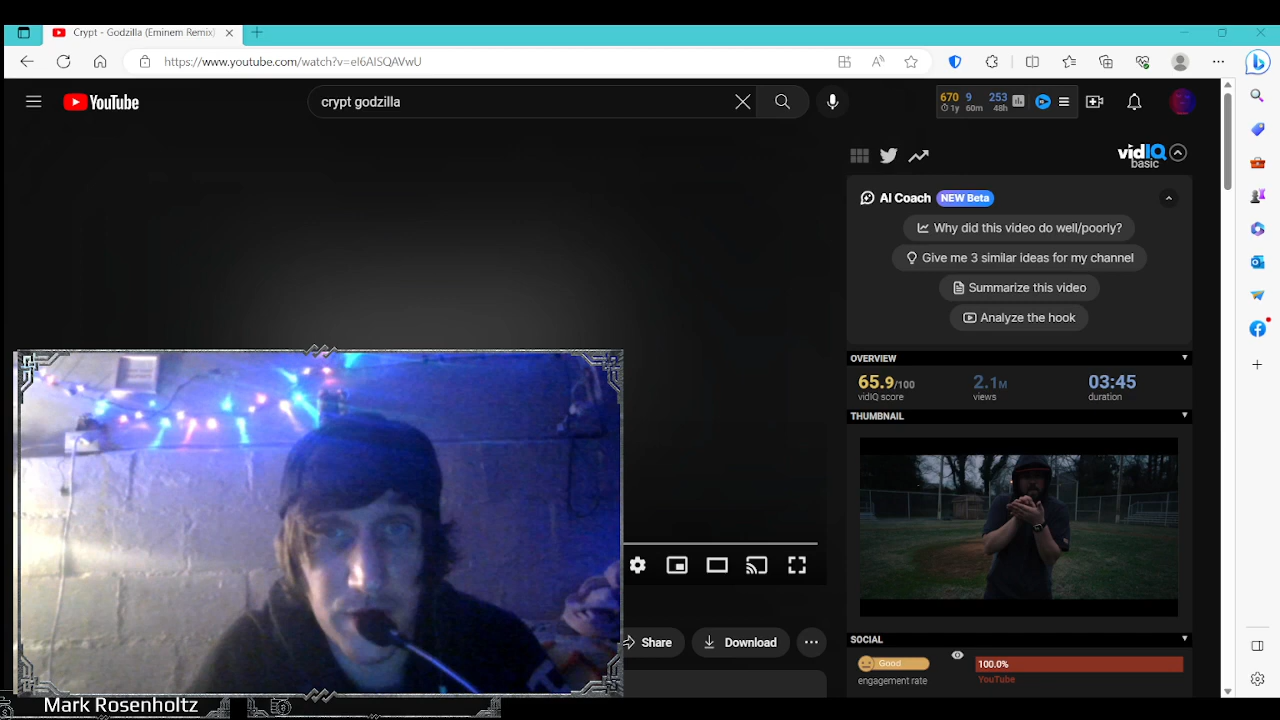 Crypt - Godzilla (Eminem Remix)
https://www.youtube.com/watch?v=eI6AISQAVwU
YouTube
crypt godzilla
670 9 253
1y 60m 48h
vidIQ
basic
AI Coach NEW Beta
Why did this video do well/poorly?
Give me 3 similar ideas for my channel
Summarize this video
Analyze the hook
OVERVIEW
65.9/100 2.1M 03:45
vidIQ score views duration
THUMBNAIL
Share Download
SOCIAL
Good 100.0%
engagement rate YouTube
Mark Rosenholtz